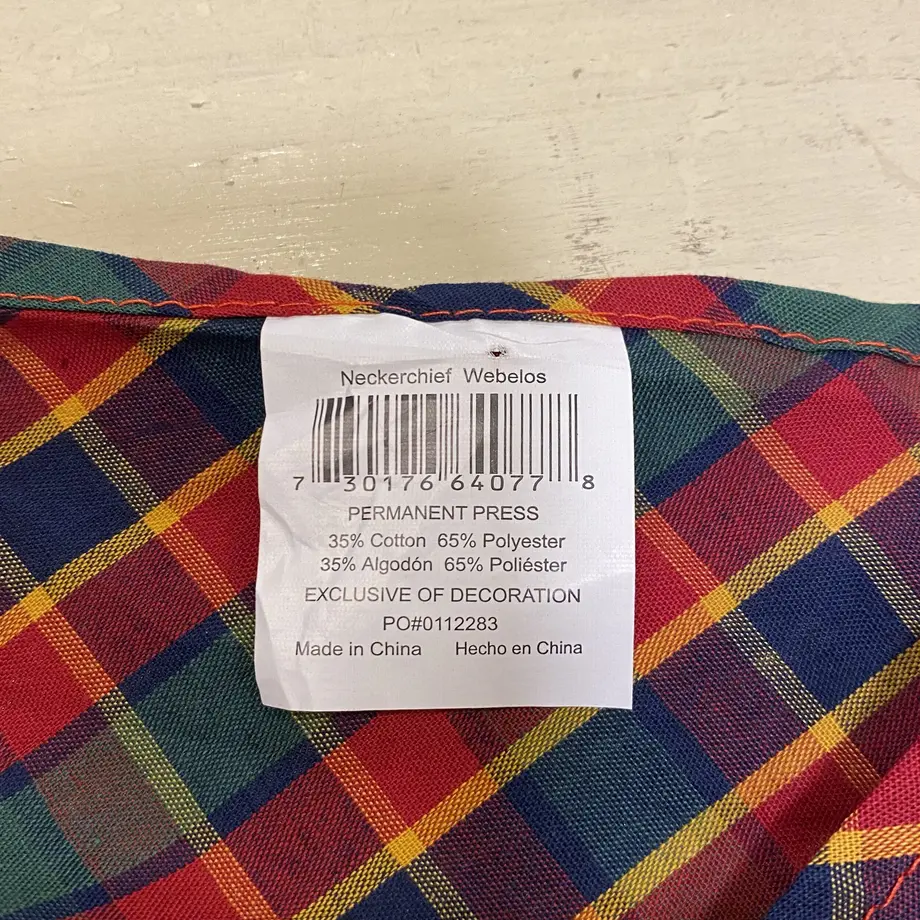 Neckerchief Webelos
7 30176 64077 8
PERMANENT PRESS
35% Cotton 65% Polyester
35% Algodón 65% Poliéster
EXCLUSIVE OF DECORATION
PO#0112283
Made in China Hecho en China